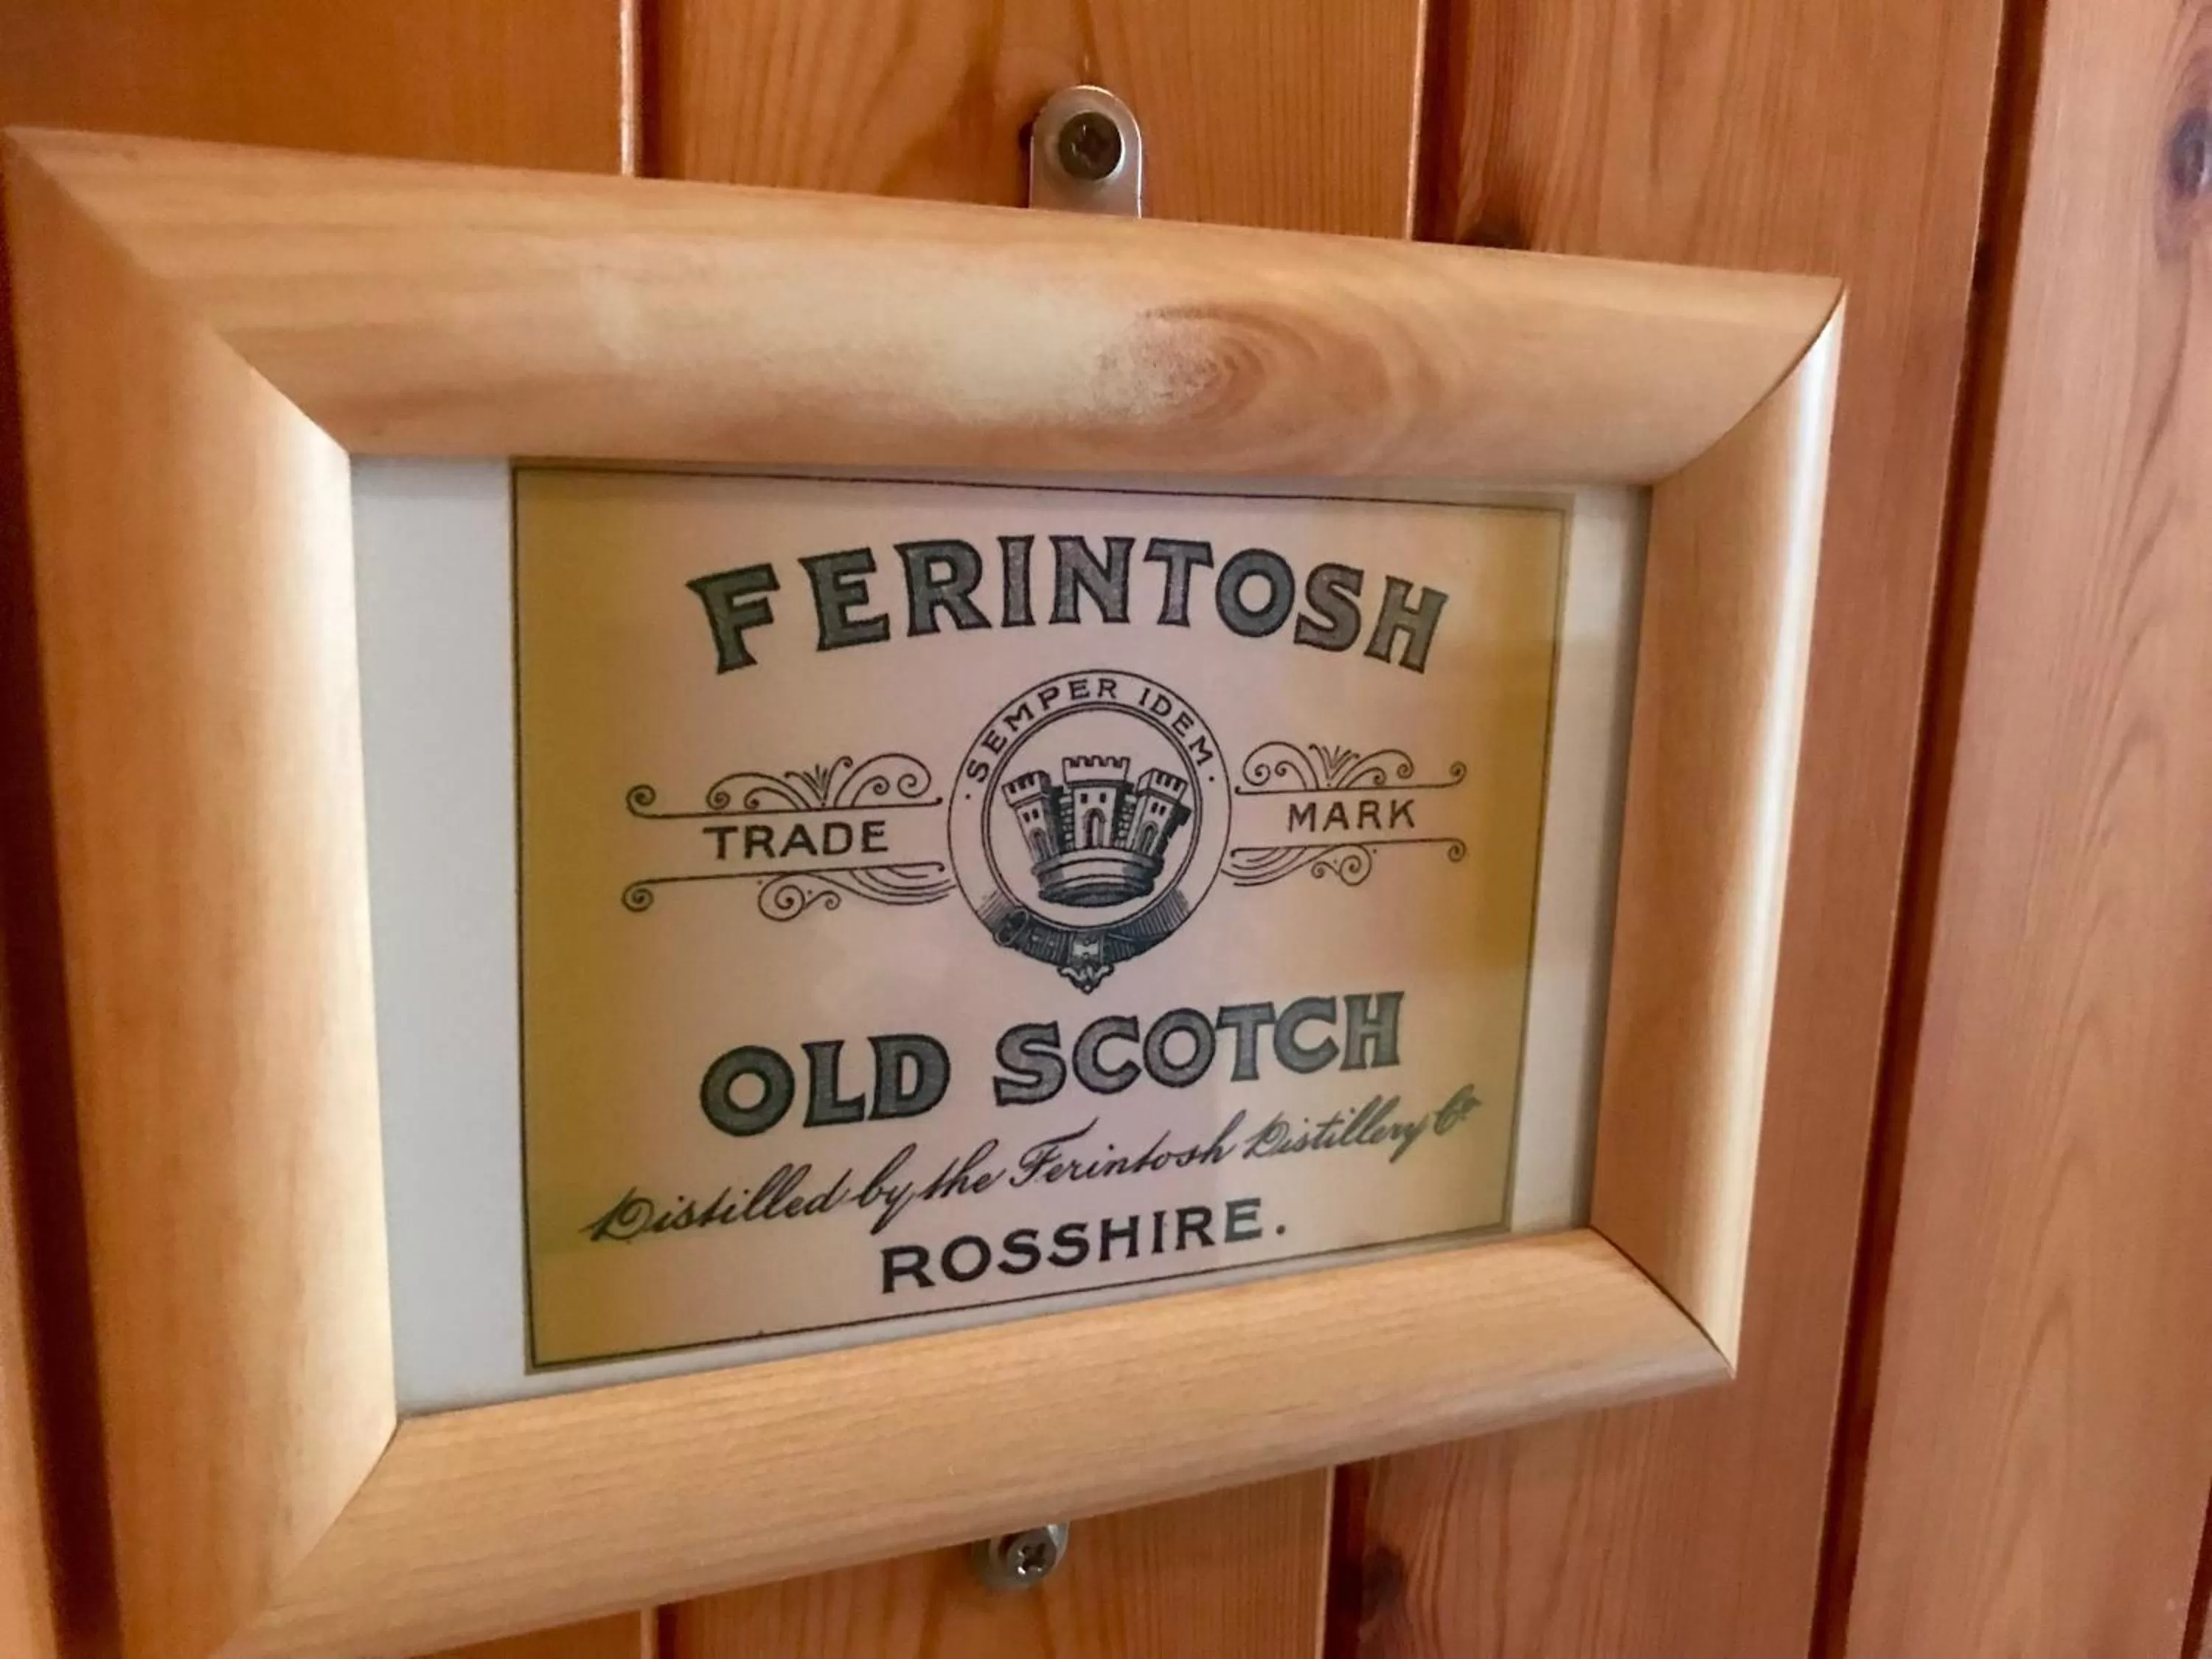 FERINTOSH
· SEMPER IDEM ·
TRADE MARK
OLD SCOTCH
Distilled by the Ferintosh Distillery Co
ROSSHIRE.